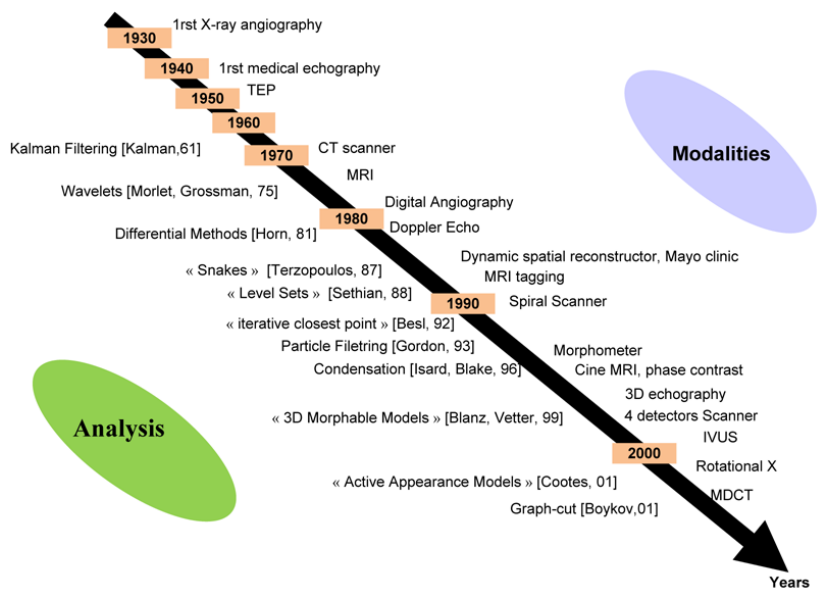 1rst X-ray angiography
1930
1940
1rst medical echography
1950
TEP
1960
Kalman Filtering [Kalman,61]
1970
CT scanner
MRI
Modalities
Wavelets [Morlet, Grossman, 75]
Digital Angiography
1980
Doppler Echo
Differential Methods [Horn, 81]
Dynamic spatial reconstructor, Mayo clinic
« Snakes » [Terzopoulos, 87]
MRI tagging
« Level Sets » [Sethian, 88]
1990
Spiral Scanner
« iterative closest point » [Besl, 92]
Particle Filetring [Gordon, 93]
Morphometer
Condensation [Isard, Blake, 96]
Cine MRI, phase contrast
3D echography
« 3D Morphable Models » [Blanz, Vetter, 99]
4 detectors Scanner
Analysis
IVUS
2000
Rotational X
« Active Appearance Models » [Cootes, 01]
MDCT
Graph-cut [Boykov,01]
Years